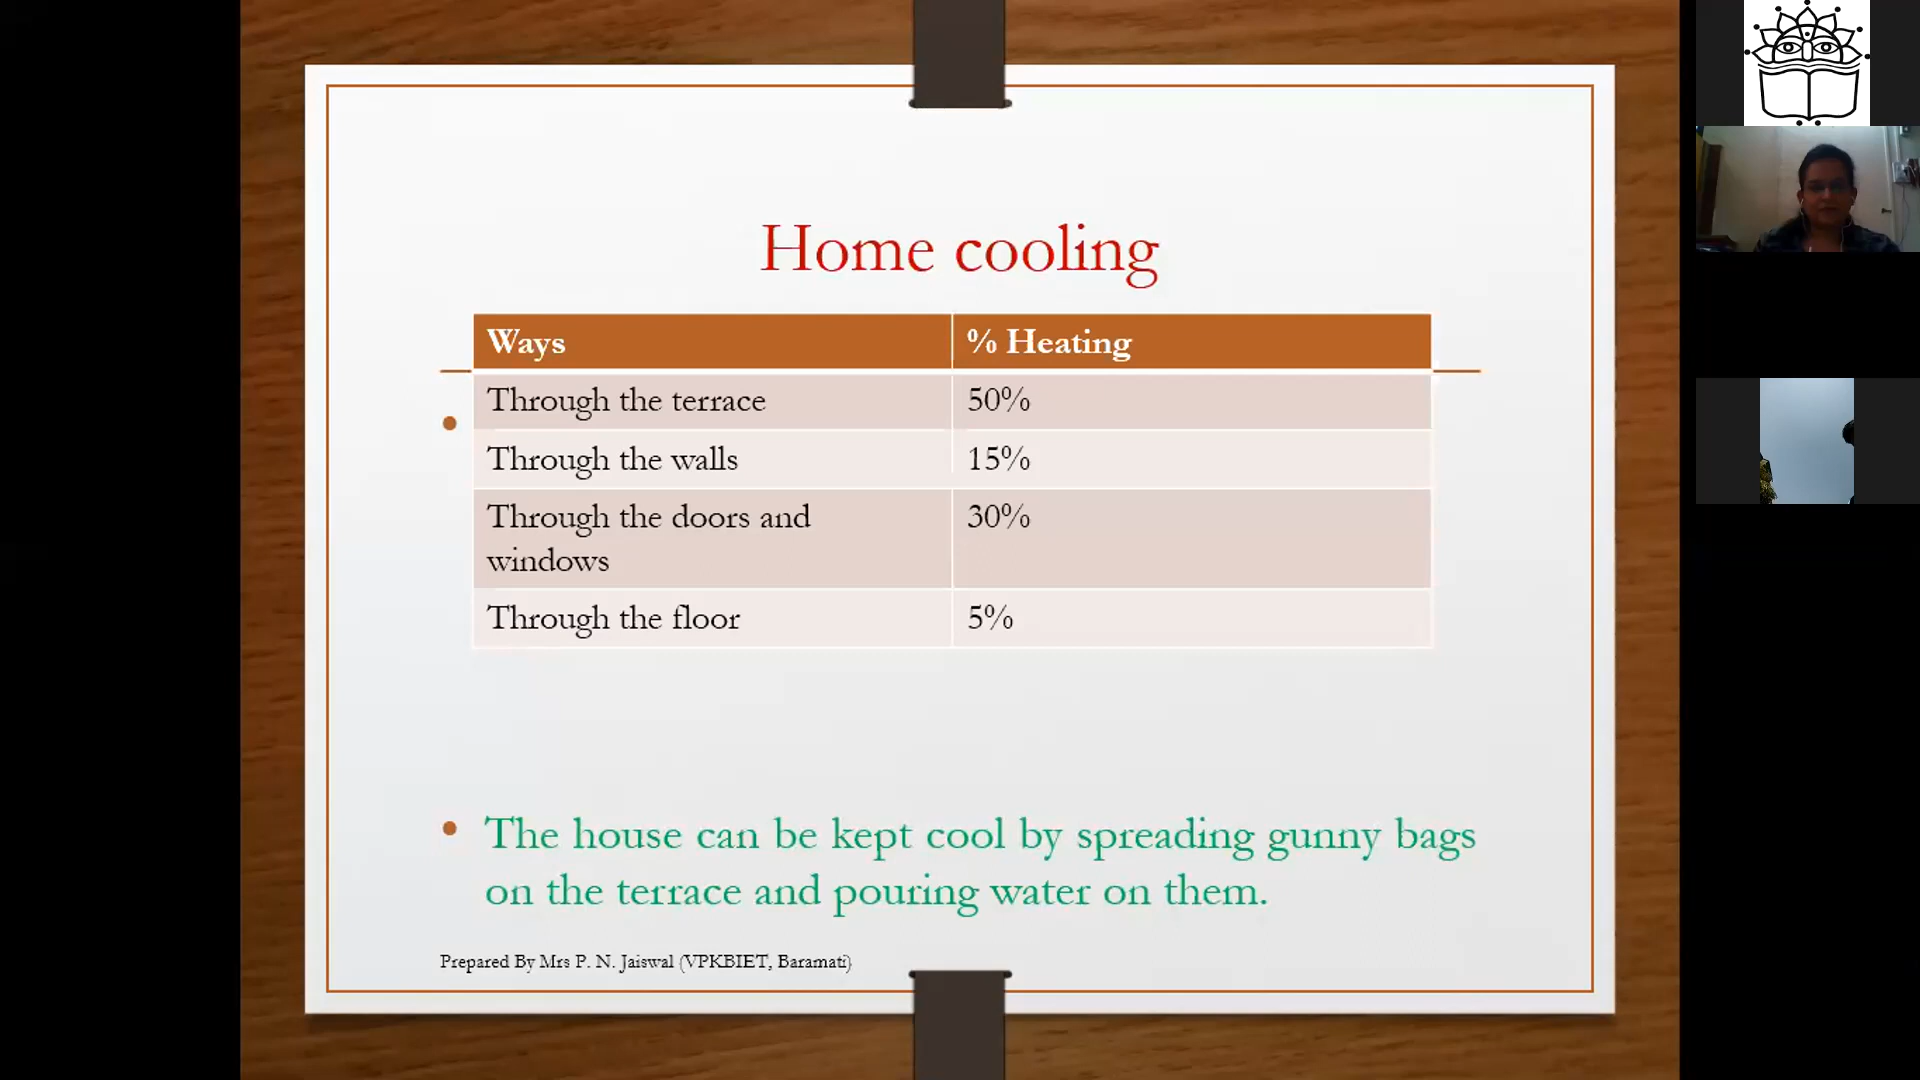 Home cooling
Ways % Heating
Through the terrace 50%
Through the walls 15%
Through the doors and 30%
windows
Through the floor 5%
The house can be kept cool by spreading gunny bags
on the terrace and pouring water on them.
Prepared By Mrs P. N. Jaiswal (VPKBIET, Baramati)